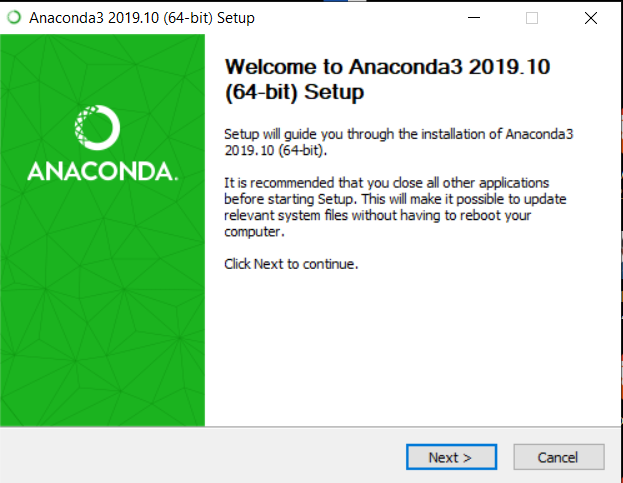 Anaconda3 2019.10 (64-bit) Setup
ANACONDA.
Welcome to Anaconda3 2019.10
(64-bit) Setup
Setup will guide you through the installation of Anaconda3
2019.10 (64-bit).
It is recommended that you close all other applications
before starting Setup. This will make it possible to update
relevant system files without having to reboot your
computer.
Click Next to continue.
Next >
Cancel